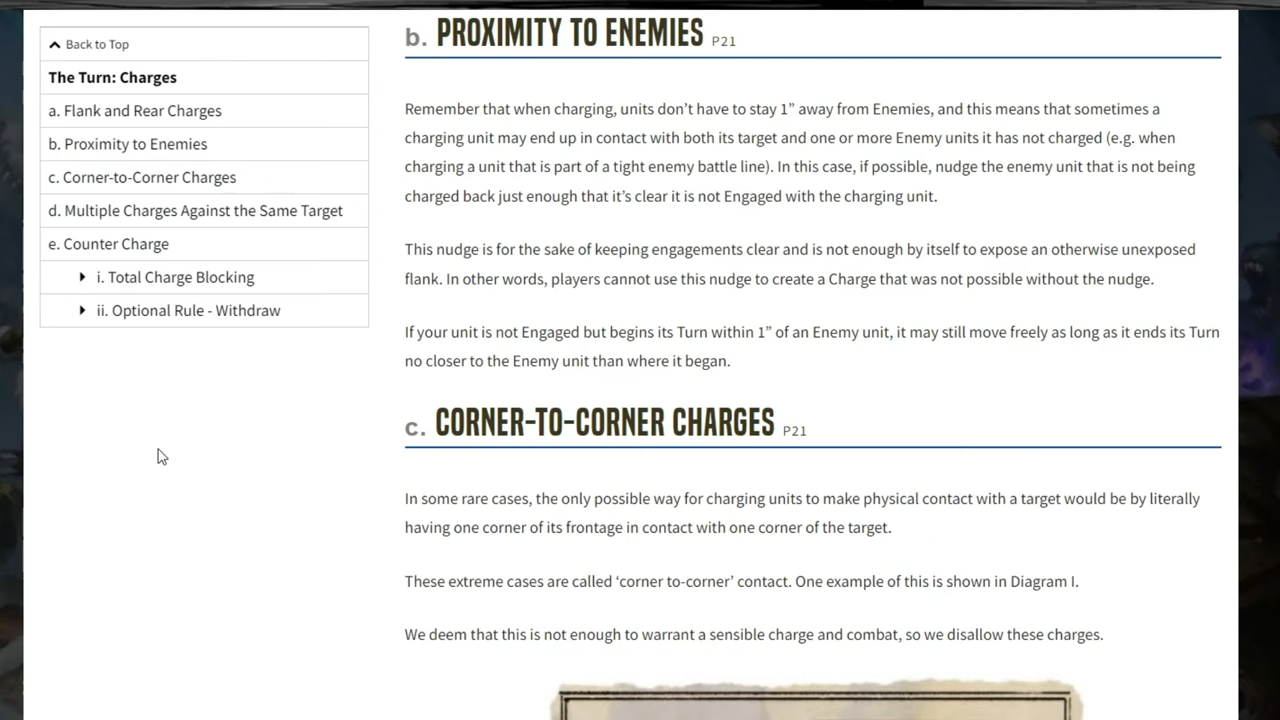 Back to Top
The Turn: Charges
a. Flank and Rear Charges
b. Proximity to Enemies
c. Corner-to-Corner Charges
d. Multiple Charges Against the Same Target
e. Counter Charge
i. Total Charge Blocking
ii. Optional Rule - Withdraw
b. PROXIMITY TO ENEMIES P21
Remember that when charging, units don’t have to stay 1” away from Enemies, and this means that sometimes a
charging unit may end up in contact with both its target and one or more Enemy units it has not charged (e.g. when
charging a unit that is part of a tight enemy battle line). In this case, if possible, nudge the enemy unit that is not being
charged back just enough that it’s clear it is not Engaged with the charging unit.
This nudge is for the sake of keeping engagements clear and is not enough by itself to expose an otherwise unexposed
flank. In other words, players cannot use this nudge to create a Charge that was not possible without the nudge.
If your unit is not Engaged but begins its Turn within 1” of an Enemy unit, it may still move freely as long as it ends its Turn
no closer to the Enemy unit than where it began.
c. CORNER-TO-CORNER CHARGES P21
In some rare cases, the only possible way for charging units to make physical contact with a target would be by literally
having one corner of its frontage in contact with one corner of the target.
These extreme cases are called ‘corner to-corner’ contact. One example of this is shown in Diagram I.
We deem that this is not enough to warrant a sensible charge and combat, so we disallow these charges.